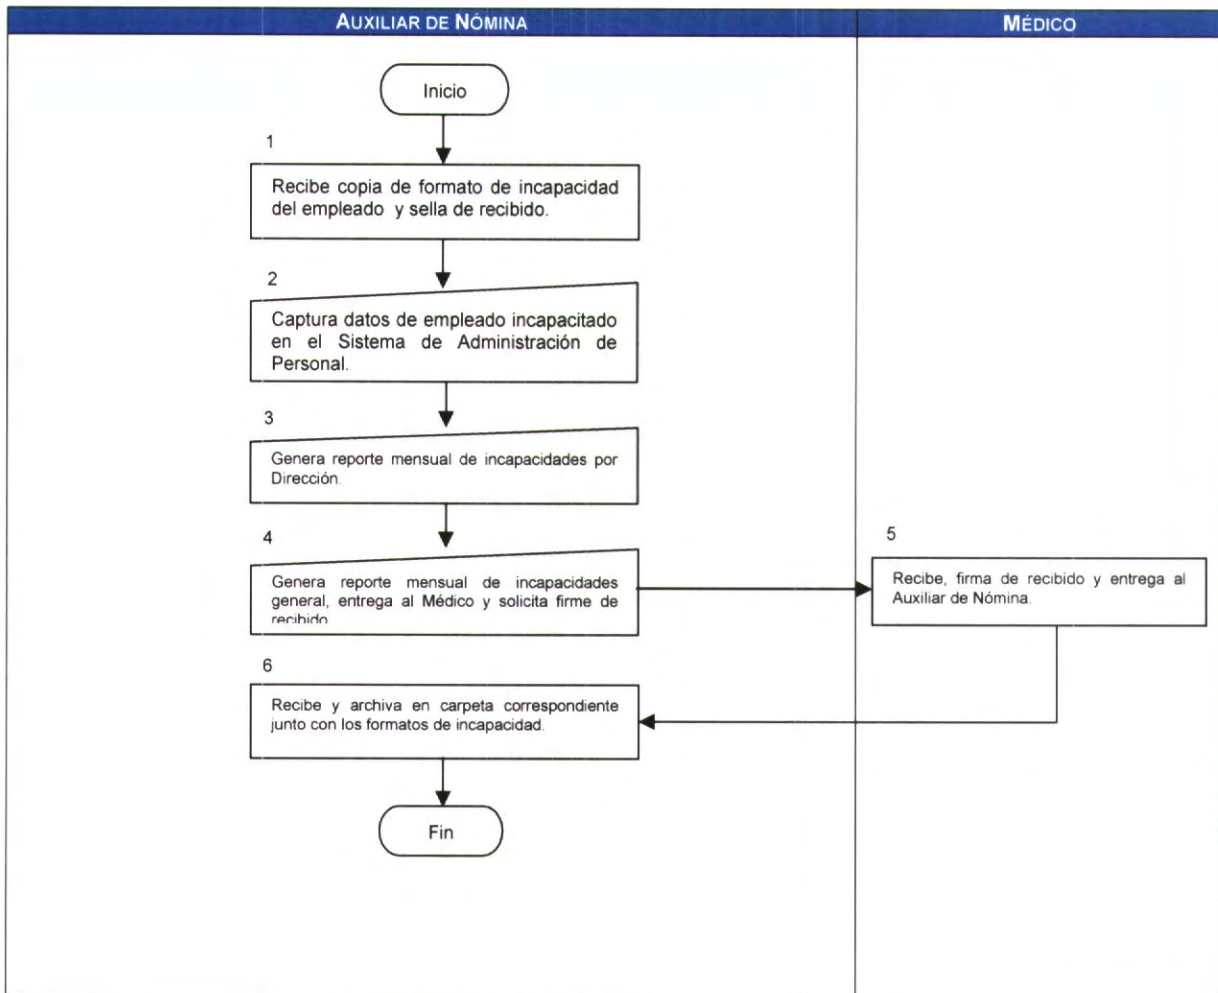 AUXILIAR DE NÓMINA
MÉDICO
Inicio
1
Recibe copia de formato de incapacidad
del empleado y sella de recibido.
2
Captura datos de empleado incapacitado
en el Sistema de Administración de
Personal.
3
Genera reporte mensual de incapacidades por
Dirección.
4
Genera reporte mensual de incapacidades
general, entrega al Médico y solicita firme de
recibido
5
Recibe, firma de recibido y entrega al
Auxiliar de Nómina.
6
Recibe y archiva en carpeta correspondiente
junto con los formatos de incapacidad.
Fin